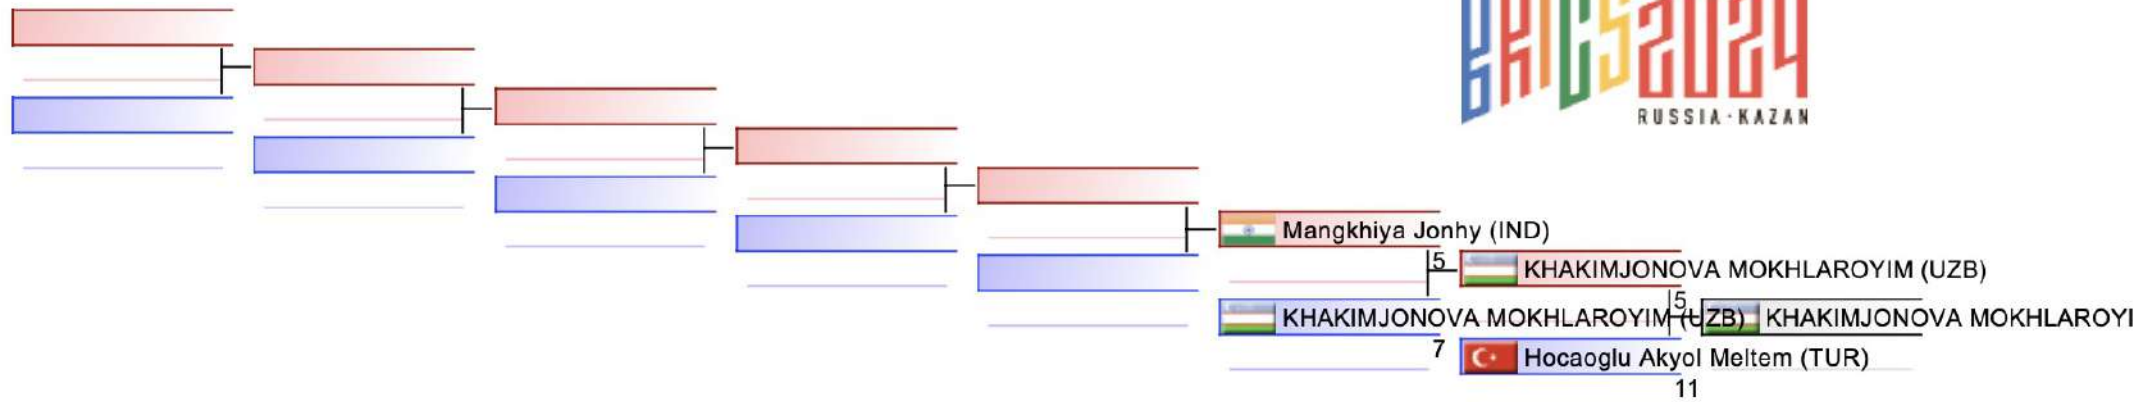 BRICS2024
RUSSIA·KAZAN
Mangkhiya Jonhy (IND)
5
KHAKIMJONOVA MOKHLAROYIM (UZB)
5
KHAKIMJONOVA MOKHLAROYIM (UZB)
KHAKIMJONOVA MOKHLAROYI
7
Hocaoglu Akyol Meltem (TUR)
11